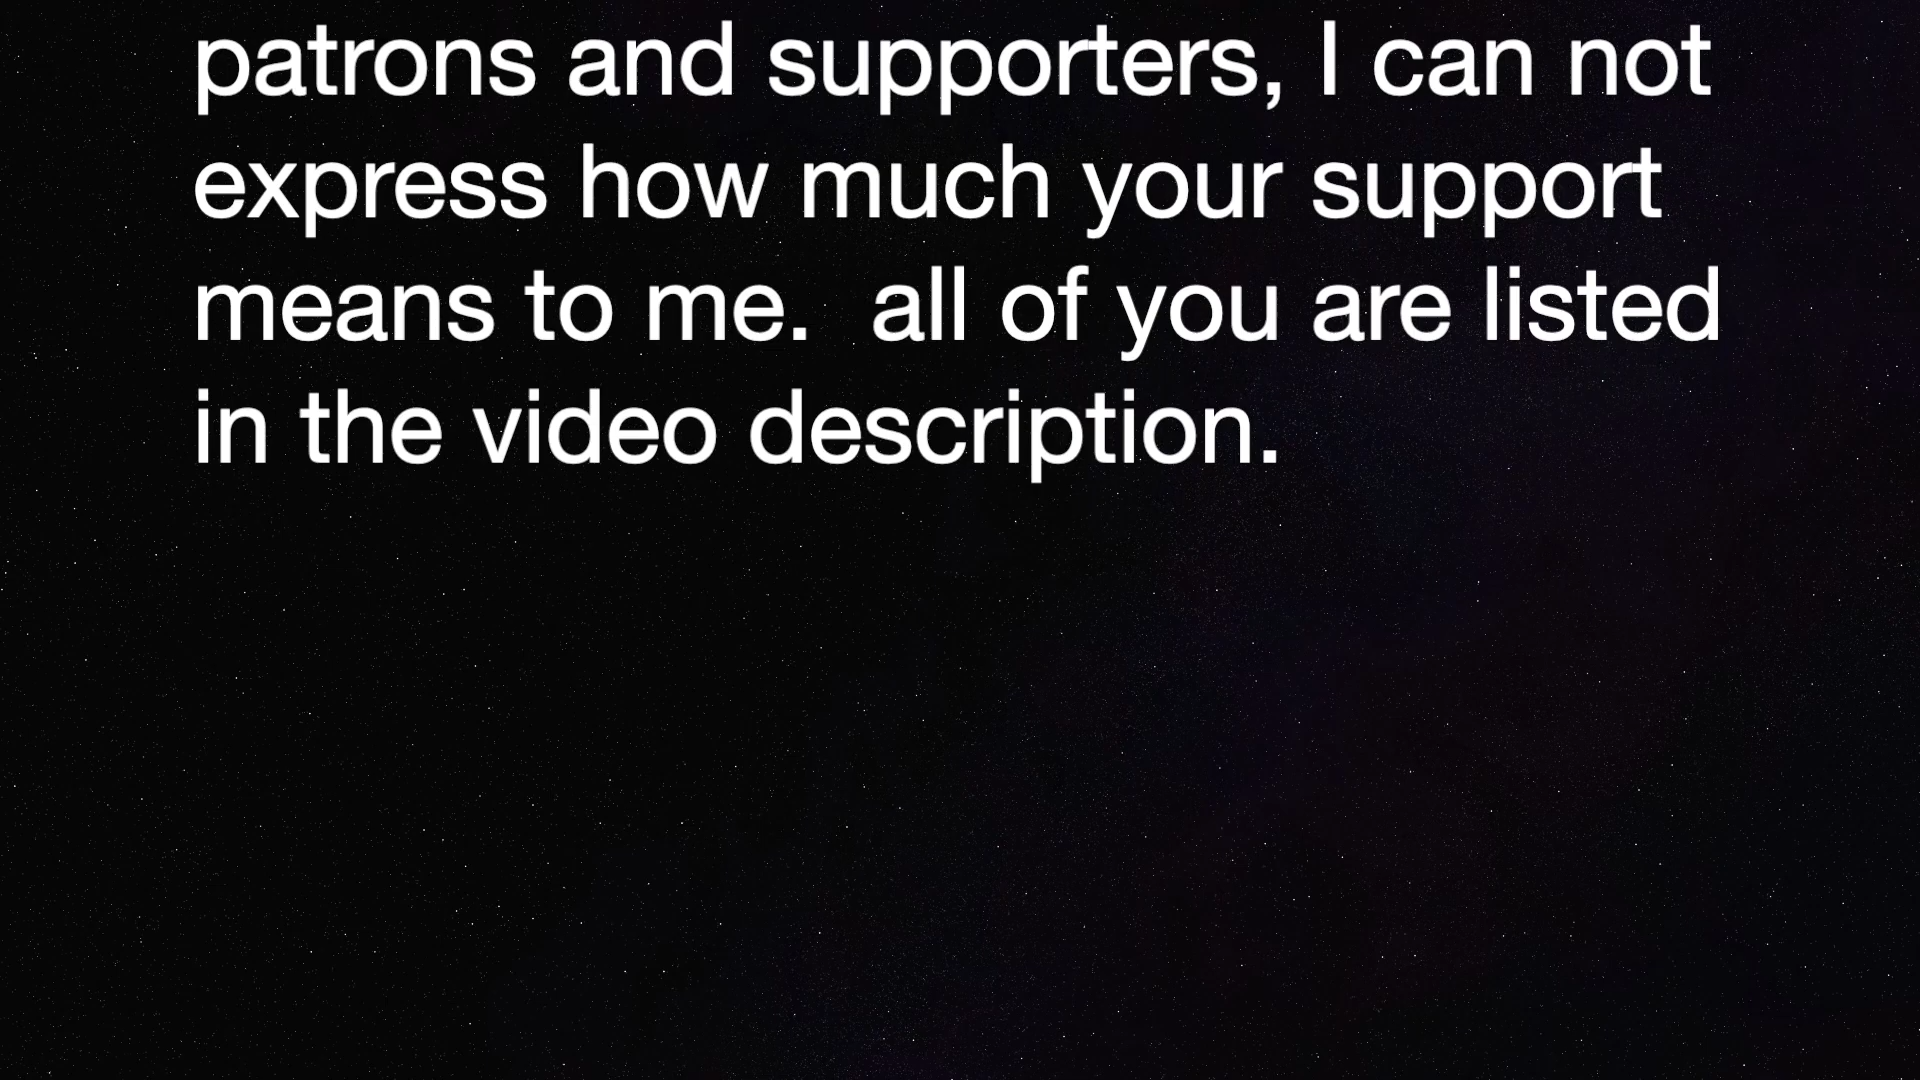 patrons and supporters, I can not
express how much your support
means to me.  all of you are listed
in the video description.